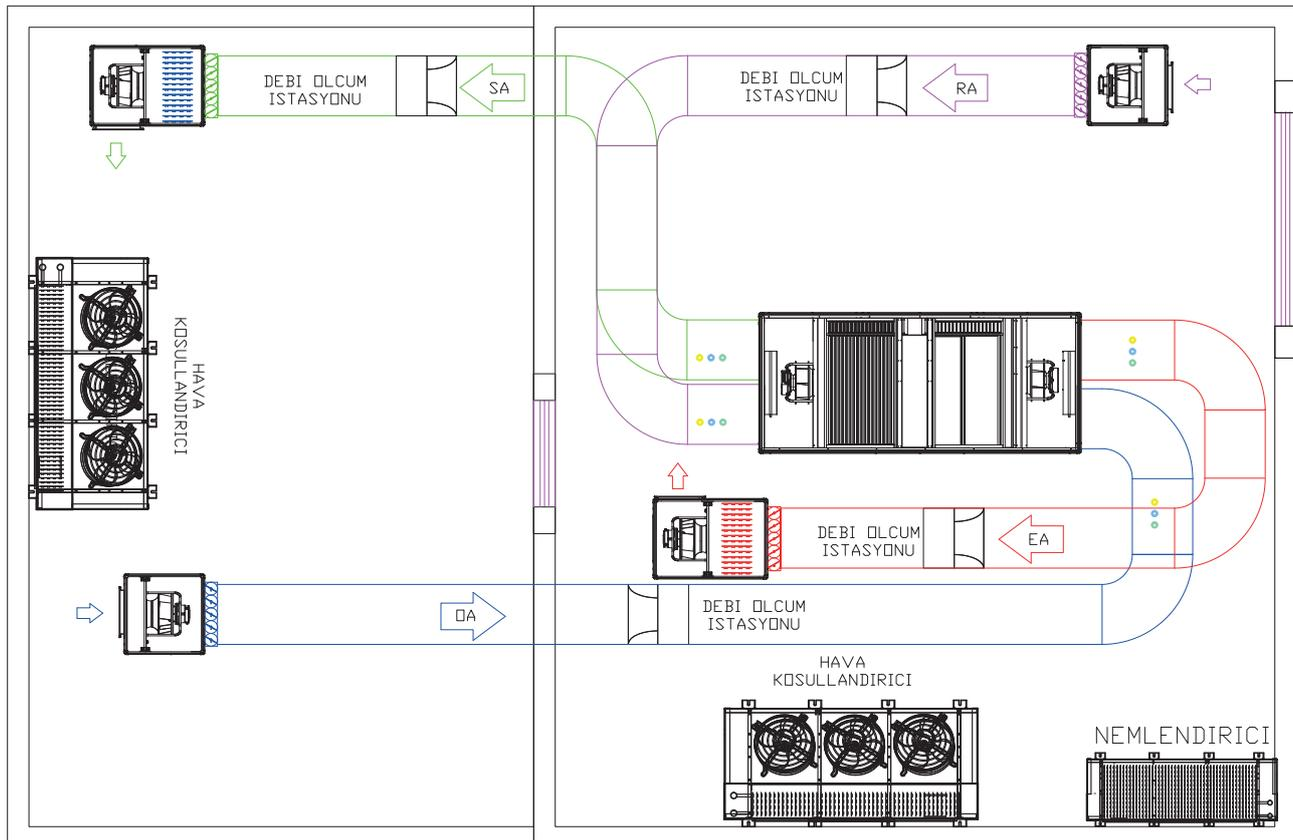 DEBI OLCUM
ISTASYONU
SA
DEBI OLCUM
ISTASYONU
RA
HAVA
KOSULLANDIRICI
DEBI OLCUM
ISTASYONU
EA
OA
DEBI OLCUM
ISTASYONU
HAVA
KOSULLANDIRICI
NEMLENDIRICI